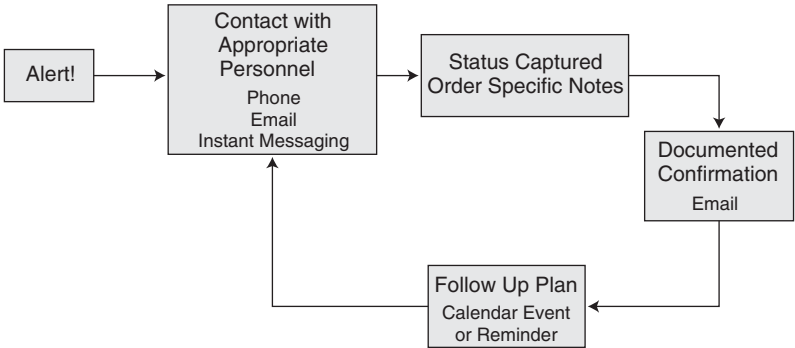 Alert!
Contact with
Appropriate
Personnel
Phone
Email
Instant Messaging
Status Captured
Order Specific Notes
Documented
Confirmation
Email
Follow Up Plan
Calendar Event
or Reminder